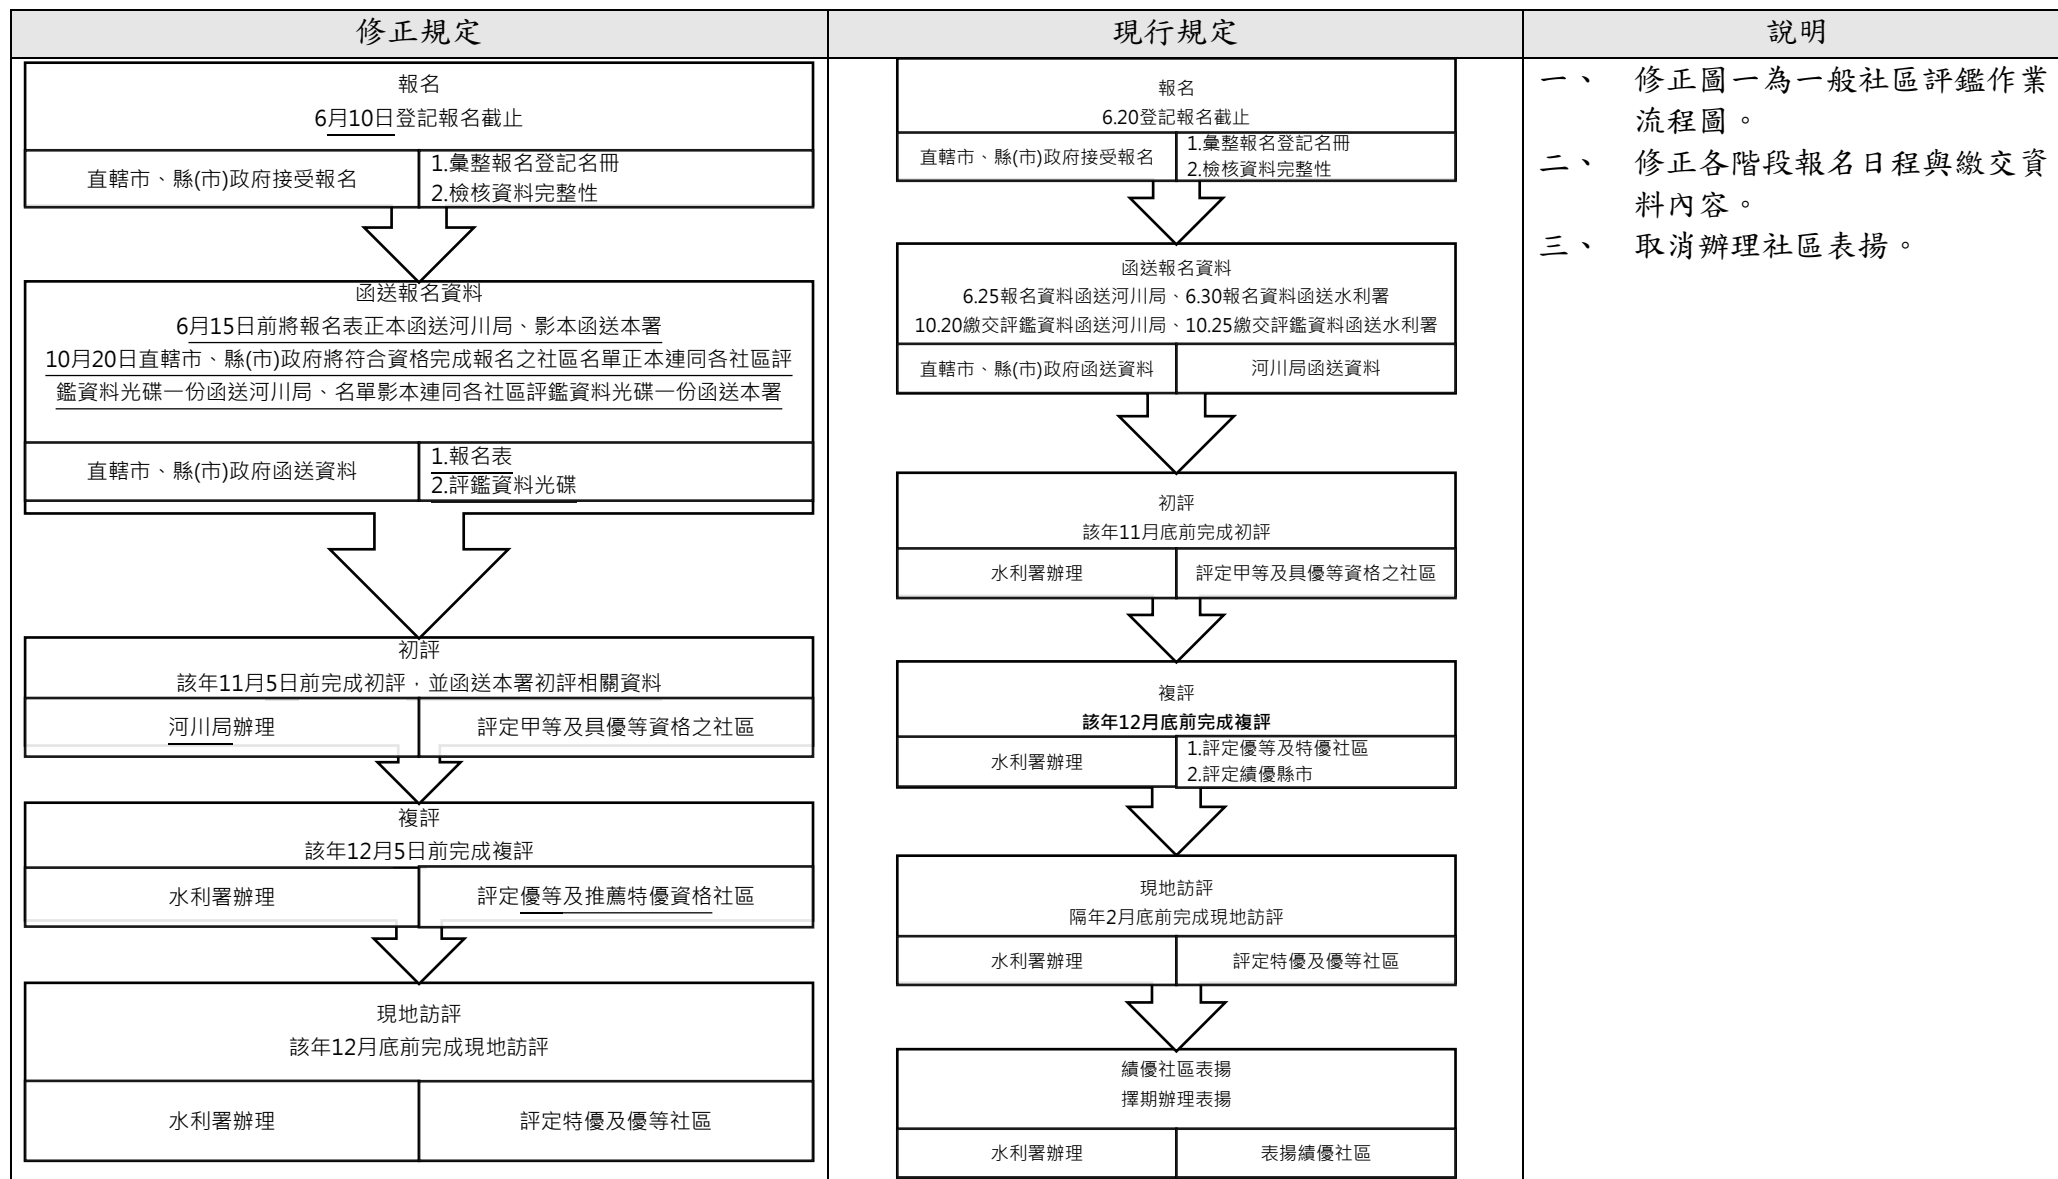 修正規定
現行規定
說明
報名
6月10日登記報名截止
直轄市、縣(市)政府接受報名
1.彙整報名登記名冊
2.檢核資料完整性
函送報名資料
6月15日前將報名表正本函送河川局、影本函送本署
10月20日直轄市、縣(市)政府將符合資格完成報名之社區名單正本連同各社區評
鑑資料光碟一份函送河川局、名單影本連同各社區評鑑資料光碟一份函送本署
直轄市、縣(市)政府函送資料
1.報名表
2.評鑑資料光碟
初評
該年11月5日前完成初評，並函送本署初評相關資料
河川局辦理
評定甲等及具優等資格之社區
複評
該年12月5日前完成複評
水利署辦理
評定優等及推薦特優資格社區
現地訪評
該年12月底前完成現地訪評
水利署辦理
評定特優及優等社區
報名
6.20登記報名截止
直轄市、縣(市)政府接受報名
1.彙整報名登記名冊
2.檢核資料完整性
函送報名資料
6.25報名資料函送河川局、6.30報名資料函送水利署
10.20繳交評鑑資料函送河川局、10.25繳交評鑑資料函送水利署
直轄市、縣(市)政府函送資料
河川局函送資料
初評
該年11月底前完成初評
水利署辦理
評定甲等及具優等資格之社區
複評
該年12月底前完成複評
水利署辦理
1.評定優等及特優社區
2.評定績優縣市
現地訪評
隔年2月底前完成現地訪評
水利署辦理
評定特優及優等社區
績優社區表揚
擇期辦理表揚
水利署辦理
表揚績優社區
一、 修正圖一為一般社區評鑑作業
流程圖。
二、 修正各階段報名日程與繳交資
料內容。
三、 取消辦理社區表揚。